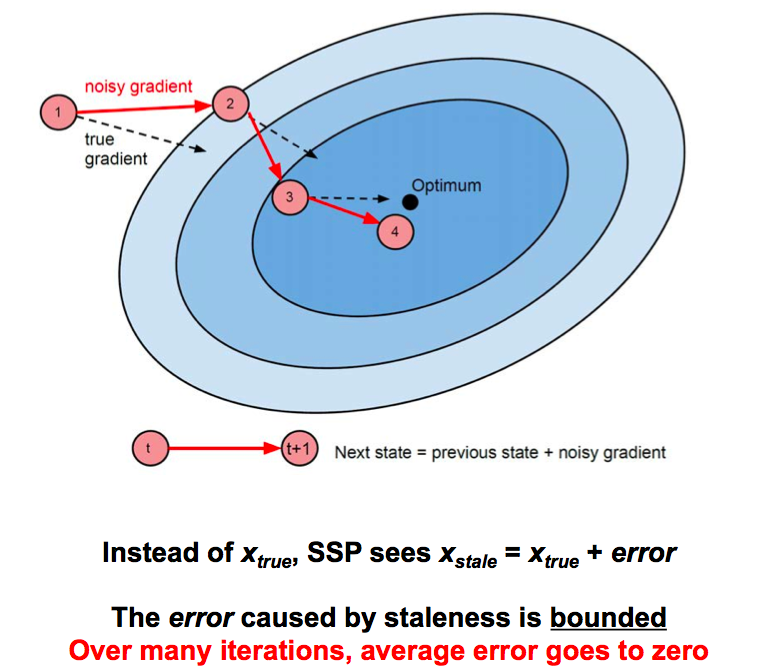 noisy gradient
1
2
true
gradient
3
Optimum
4
t
t+1
Next state = previous state + noisy gradient
Instead of xtrue, SSP sees xstale = xtrue + error
The error caused by staleness is bounded
Over many iterations, average error goes to zero